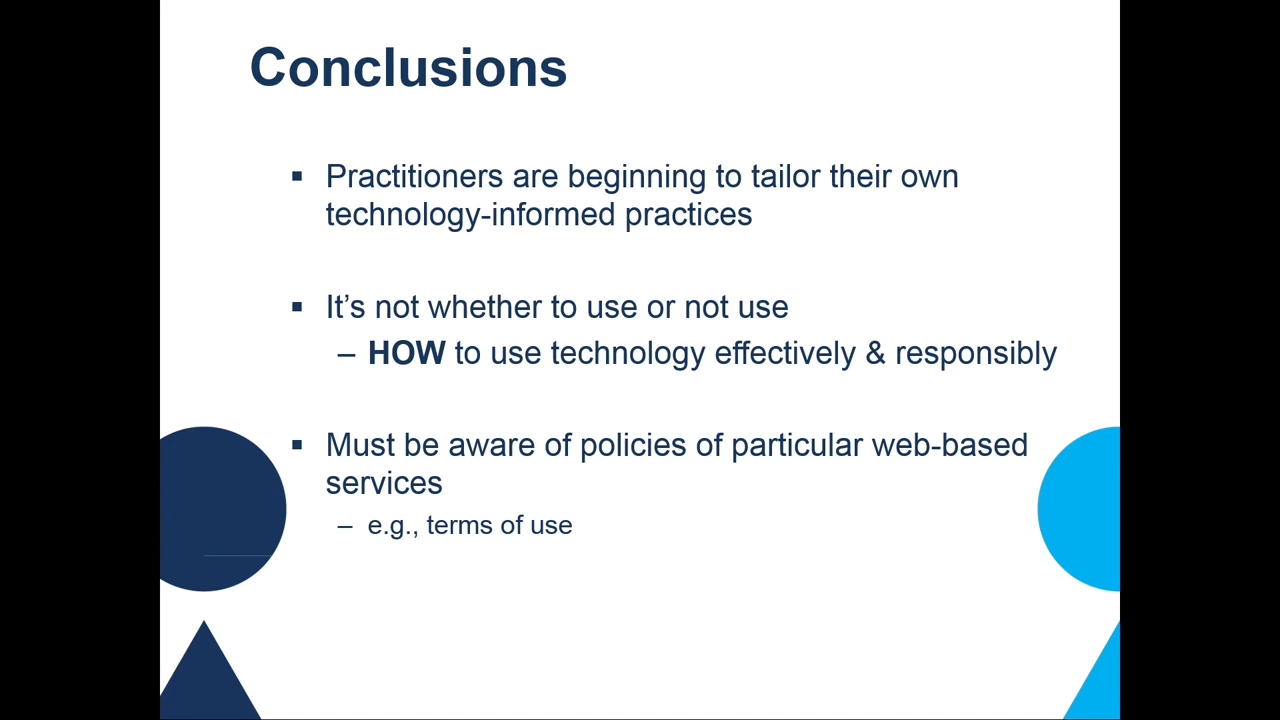 Conclusions
▪ Practitioners are beginning to tailor their own
technology-informed practices
▪ It’s not whether to use or not use
– HOW to use technology effectively & responsibly
▪ Must be aware of policies of particular web-based
services
– e.g., terms of use